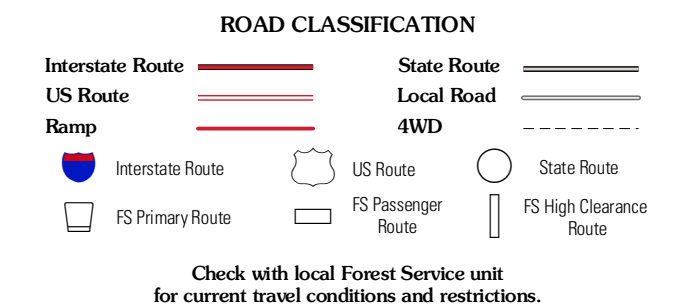 ROAD CLASSIFICATION
Interstate Route
State Route
US Route
Local Road
Ramp
4WD
Interstate Route
US Route
State Route
FS Primary Route
FS Passenger
Route
FS High Clearance
Route
Check with local Forest Service unit
for current travel conditions and restrictions.